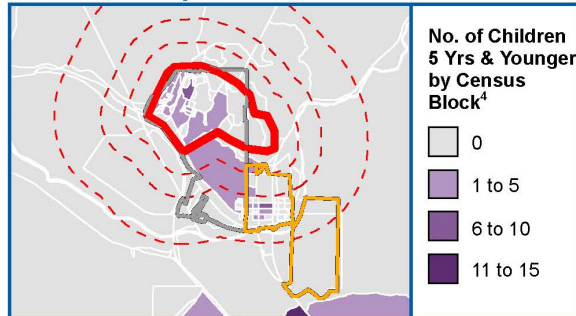 No. of Children
5 Yrs & Younger
by Census
Block4
0
1 to 5
6 to 10
11 to 15